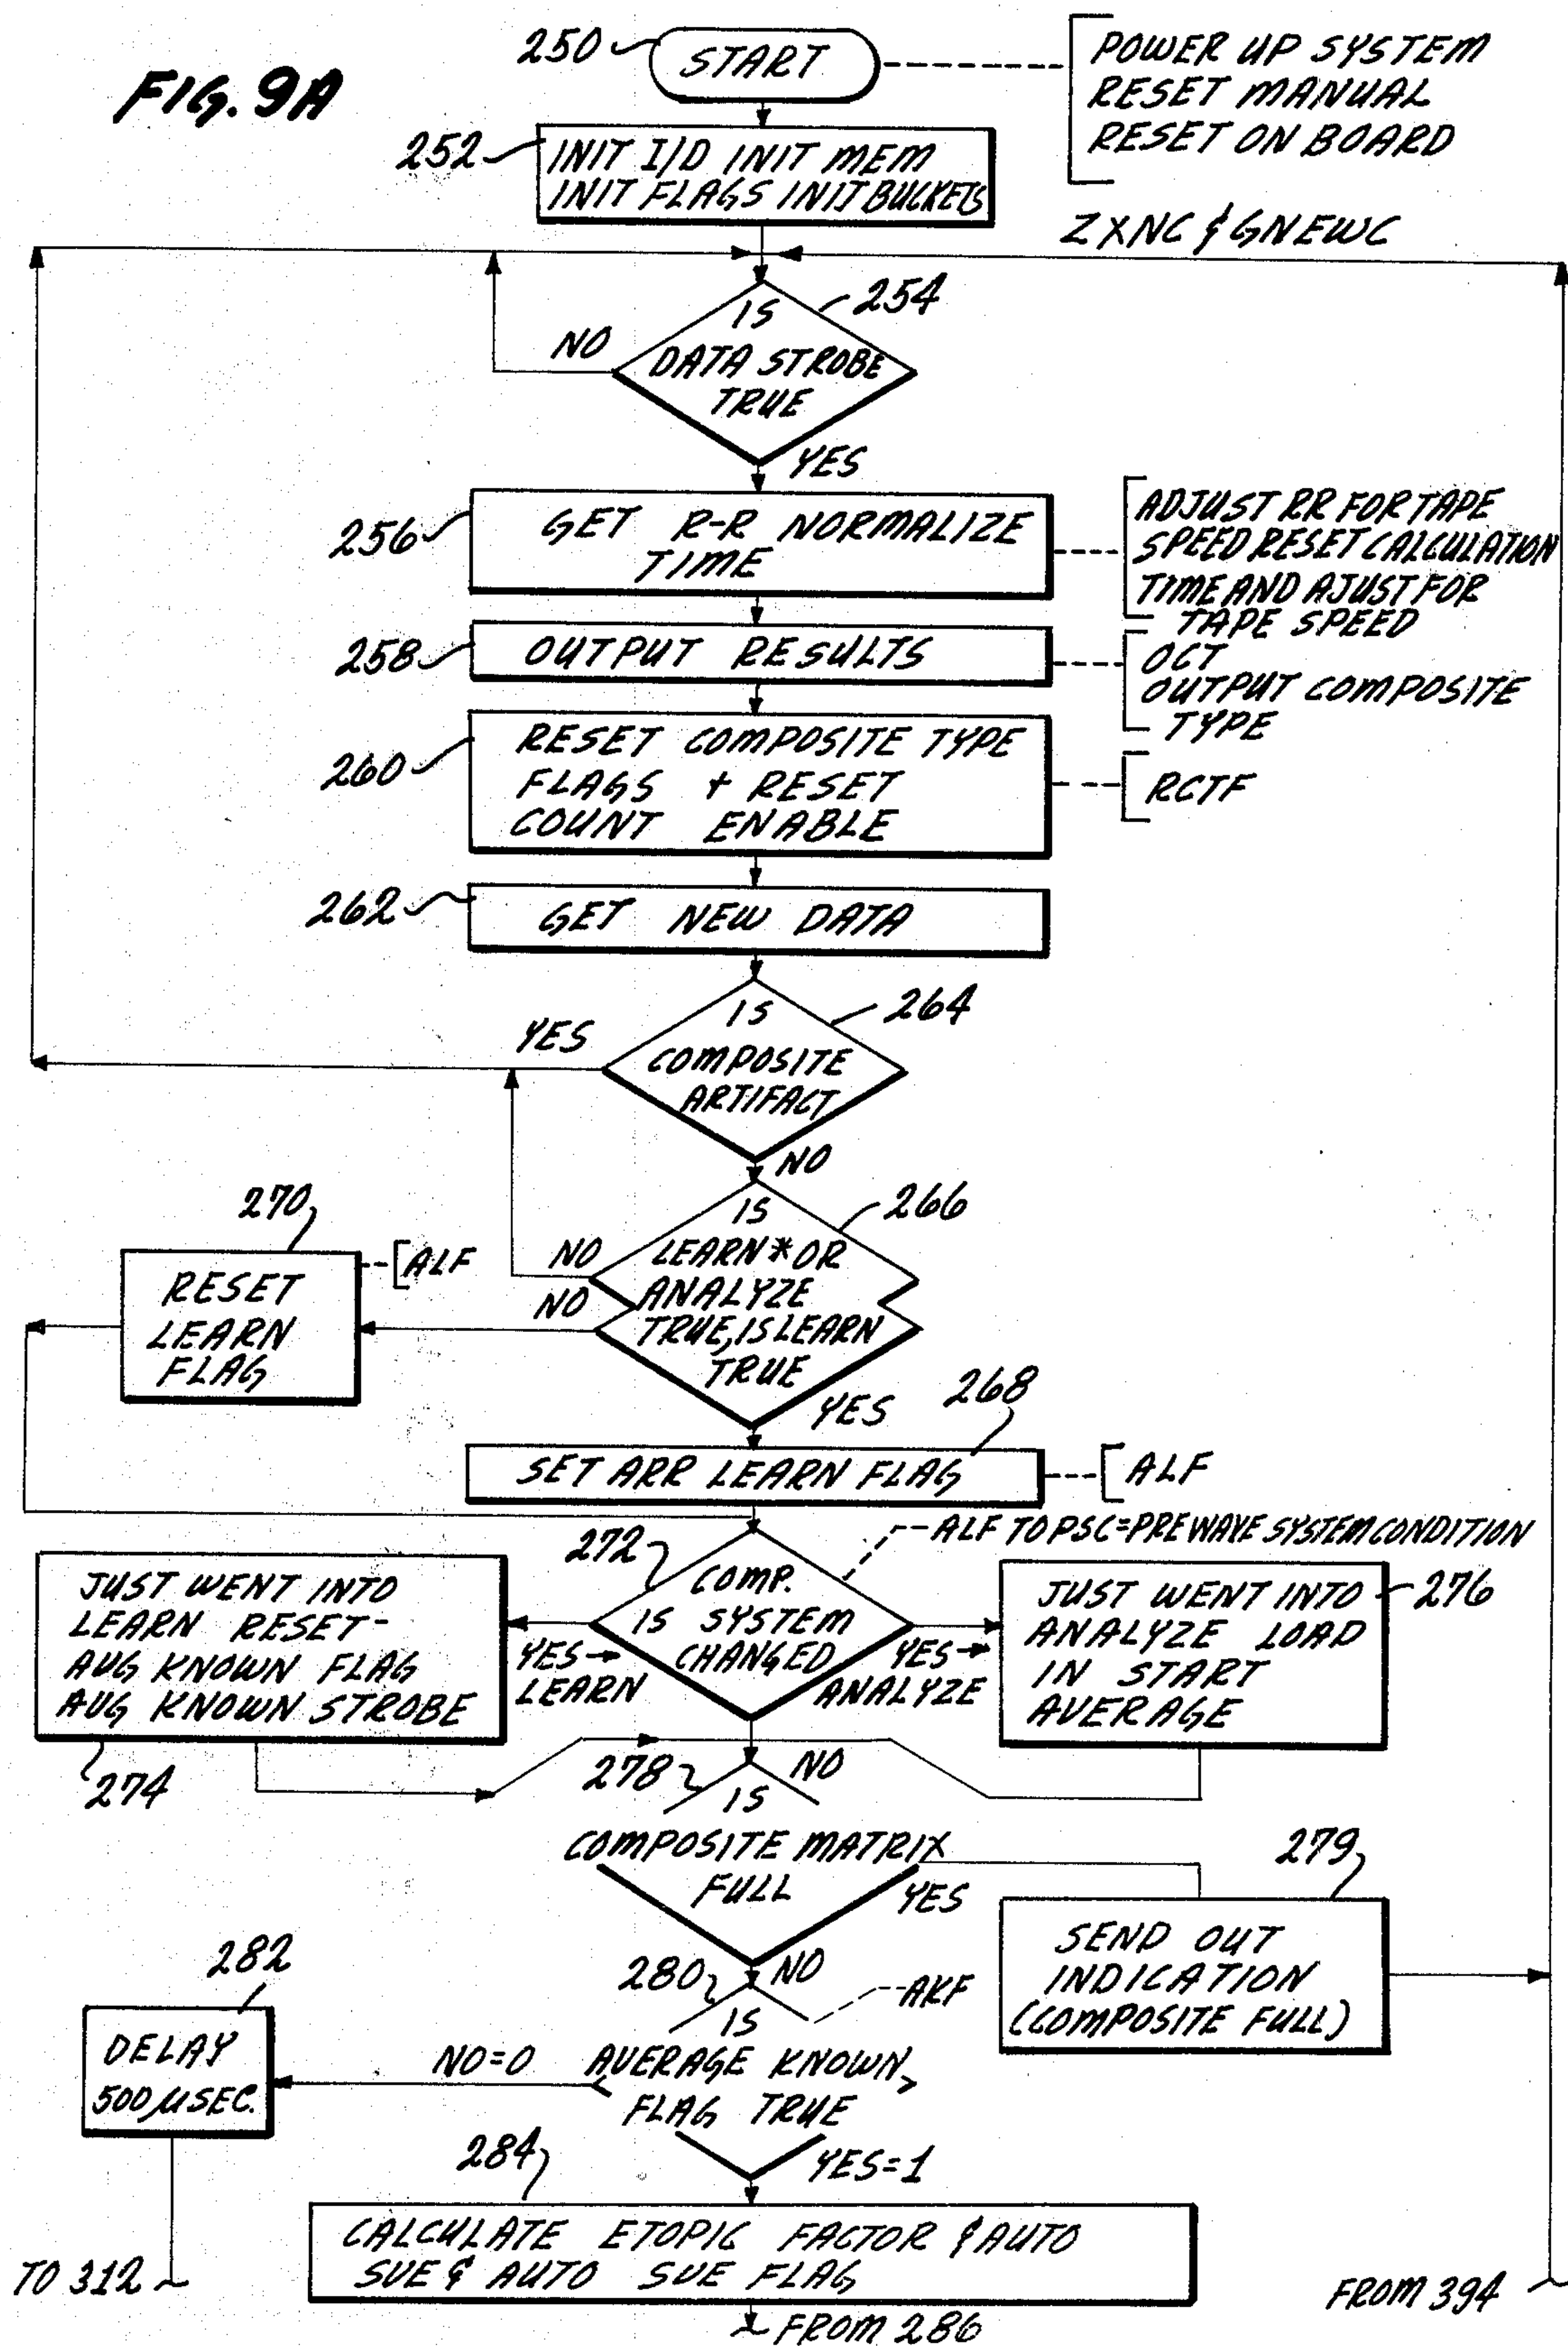 FIG. 9A
250
START
POWER UP SYSTEM
RESET MANUAL
RESET ON BOARD
252
INIT I/O INIT MEM
INIT FLAGS INIT BUCKETS
ZXNC & GNEWC
254
IS
DATA STROBE
TRUE
NO
YES
256
GET R-R NORMALIZE
TIME
ADJUST RR FOR TAPE
SPEED RESET CALCULATION
TIME AND AJUST FOR
TAPE SPEED
258
OUTPUT RESULTS
OCT
OUTPUT COMPOSITE
TYPE
260
RESET COMPOSITE TYPE
FLAGS + RESET
COUNT ENABLE
RCTF
262
GET NEW DATA
264
IS
COMPOSITE
ARTIFACT
YES
NO
266
IS
LEARN* OR
ANALYZE
TRUE, IS LEARN
TRUE
NO
NO
YES
270
RESET
LEARN
FLAG
ALF
268
SET ARR LEARN FLAG
ALF
272
COMP.
IS SYSTEM
CHANGED
ALF TO PSC=PREWAVE SYSTEM CONDITION
YES→
LEARN
YES→
ANALYZE
JUST WENT INTO
LEARN RESET-
AVG KNOWN FLAG
AVG KNOWN STROBE
274
JUST WENT INTO
ANALYZE LOAD
IN START
AVERAGE
276
278
NO
IS
COMPOSITE MATRIX
FULL
YES
NO
279
SEND OUT
INDICATION
(COMPOSITE FULL)
280
AKF
IS
AVERAGE KNOWN
FLAG TRUE
NO=0
YES=1
282
DELAY
500 µSEC.
284
CALCULATE ETOPIC FACTOR & AUTO
SVE & AUTO SVE FLAG
TO 312
FROM 286
FROM 394